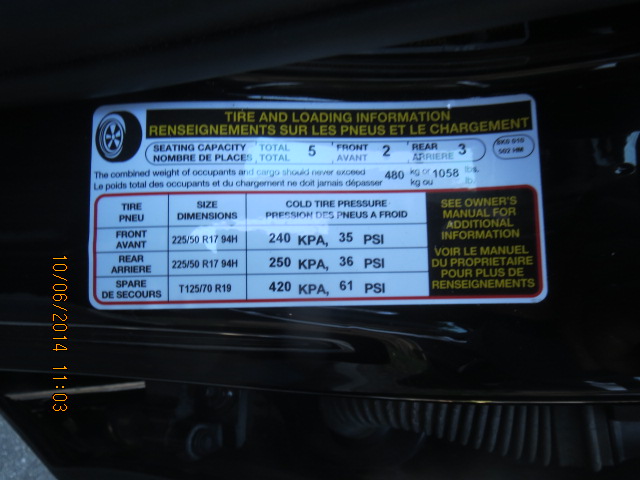 TIRE AND LOADING INFORMATION
RENSEIGNEMENTS SUR LES PNEUS ET LE CHARGEMENT
SEATING CAPACITY TOTAL 5 FRONT 2 REAR 3
NOMBRE DE PLACES TOTAL AVANT ARRIERE
The combined weight of occupants and cargo should never exceed 480 kg or 1058 lbs.
Le poids total des occupants et du chargement ne doit jamais dépasser kg ou lb.
TIRE PNEU
SIZE DIMENSIONS
COLD TIRE PRESSURE
PRESSION DES PNEUS A FROID
FRONT AVANT 225/50 R17 94H 240 KPA, 35 PSI
REAR ARRIERE 225/50 R17 94H 250 KPA, 36 PSI
SPARE DE SECOURS T125/70 R19 420 KPA, 61 PSI
SEE OWNER'S
MANUAL FOR
ADDITIONAL
INFORMATION
VOIR LE MANUEL
DU PROPRIETAIRE
POUR PLUS DE
RENSEIGNEMENTS
10/06/2014 11:03